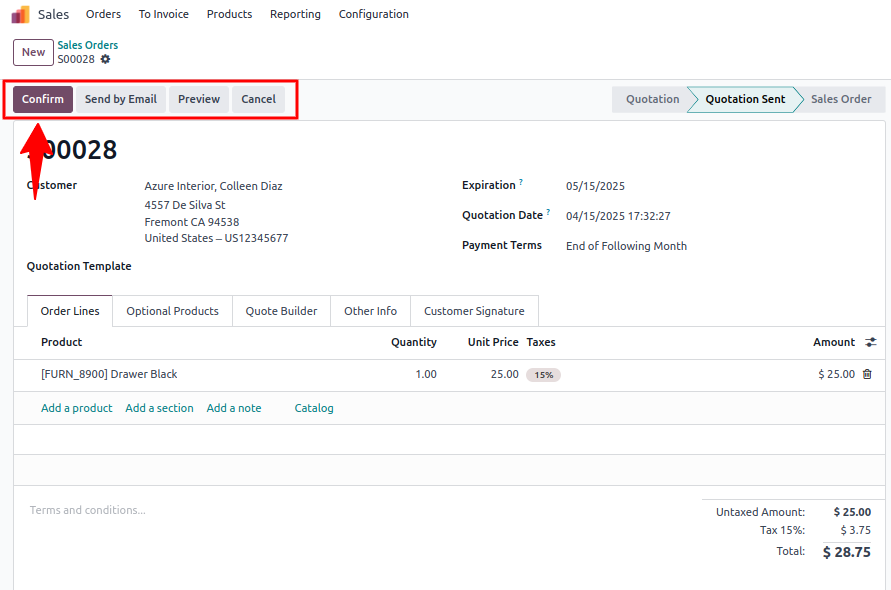 Sales Orders To Invoice Products Reporting Configuration
New Sales Orders
S00028
Confirm Send by Email Preview Cancel Quotation Quotation Sent Sales Order
00028
Customer Azure Interior, Colleen Diaz Expiration ? 05/15/2025
4557 De Silva St
Fremont CA 94538 Quotation Date ? 04/15/2025 17:32:27
United States – US12345677 Payment Terms End of Following Month
Quotation Template
Order Lines Optional Products Quote Builder Other Info Customer Signature
Product Quantity Unit Price Taxes Amount
[FURN_8900] Drawer Black 1.00 25.00 15% $ 25.00
Add a product Add a section Add a note Catalog
Terms and conditions...
Untaxed Amount: $ 25.00
Tax 15%: $ 3.75
Total: $ 28.75